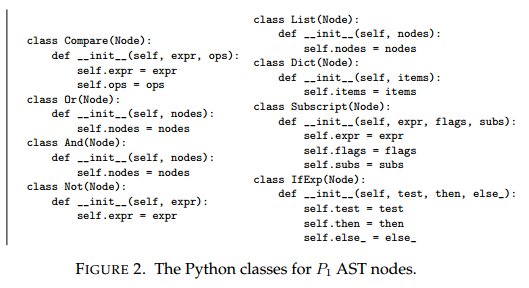 class Compare(Node):
    def __init__(self, expr, ops):
        self.expr = expr
        self.ops = ops
class Or(Node):
    def __init__(self, nodes):
        self.nodes = nodes
class And(Node):
    def __init__(self, nodes):
        self.nodes = nodes
class Not(Node):
    def __init__(self, expr):
        self.expr = expr
class List(Node):
    def __init__(self, nodes):
        self.nodes = nodes
class Dict(Node):
    def __init__(self, items):
        self.items = items
class Subscript(Node):
    def __init__(self, expr, flags, subs):
        self.expr = expr
        self.flags = flags
        self.subs = subs
class IfExp(Node):
    def __init__(self, test, then, else_):
        self.test = test
        self.then = then
        self.else_ = else_
FIGURE 2. The Python classes for P₁ AST nodes.